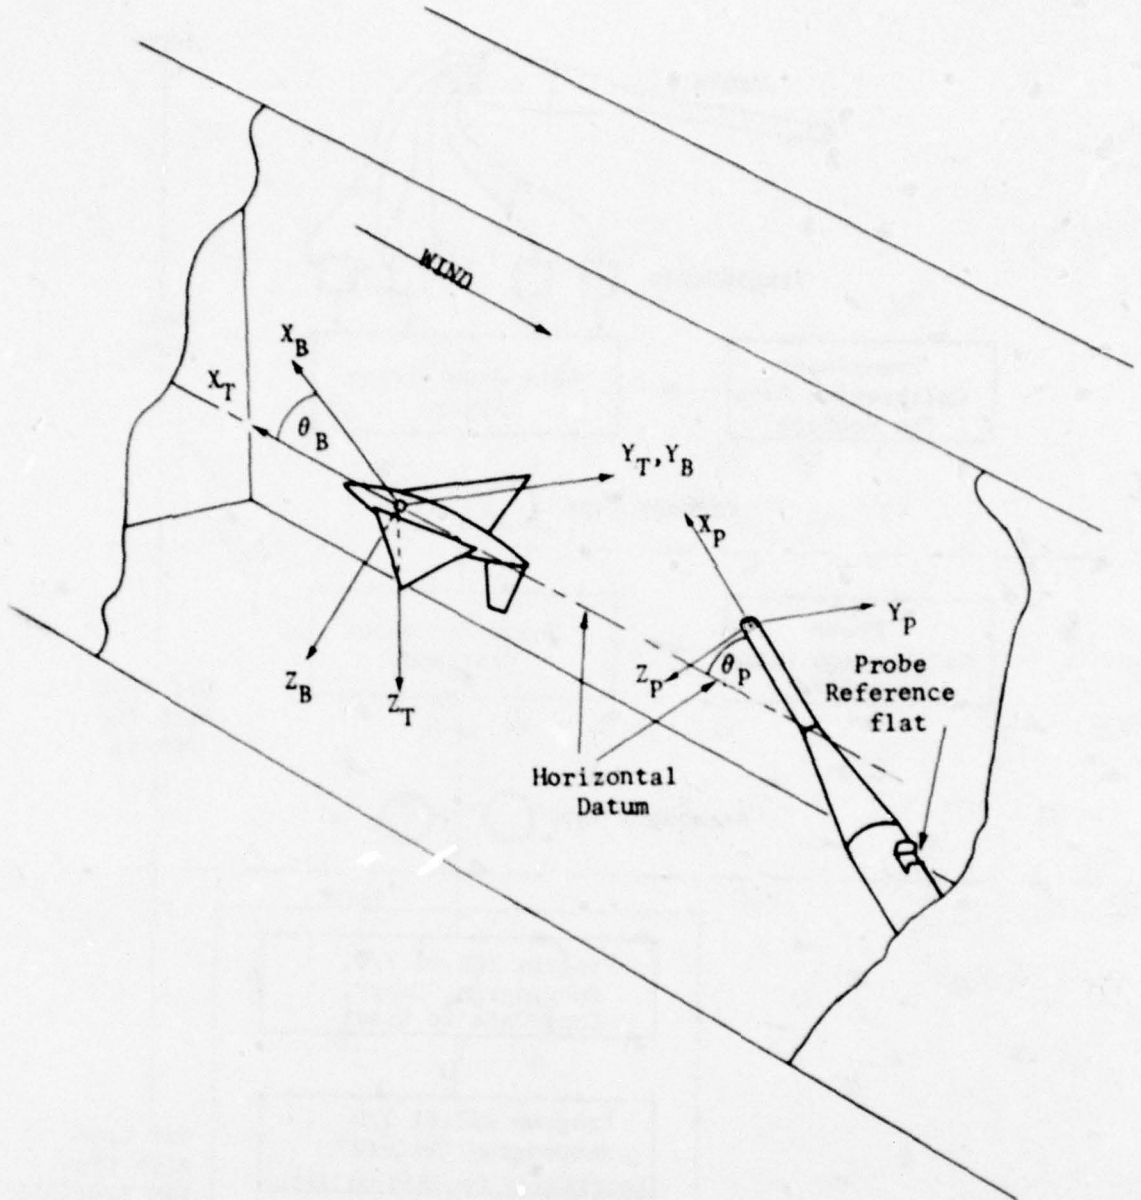 WIND
X_B
X_T
θ_B
Y_T,Y_B
X_P
Y_P
Z_P
θ_P
Probe
Reference
flat
Z_B
Z_T
Horizontal
Datum